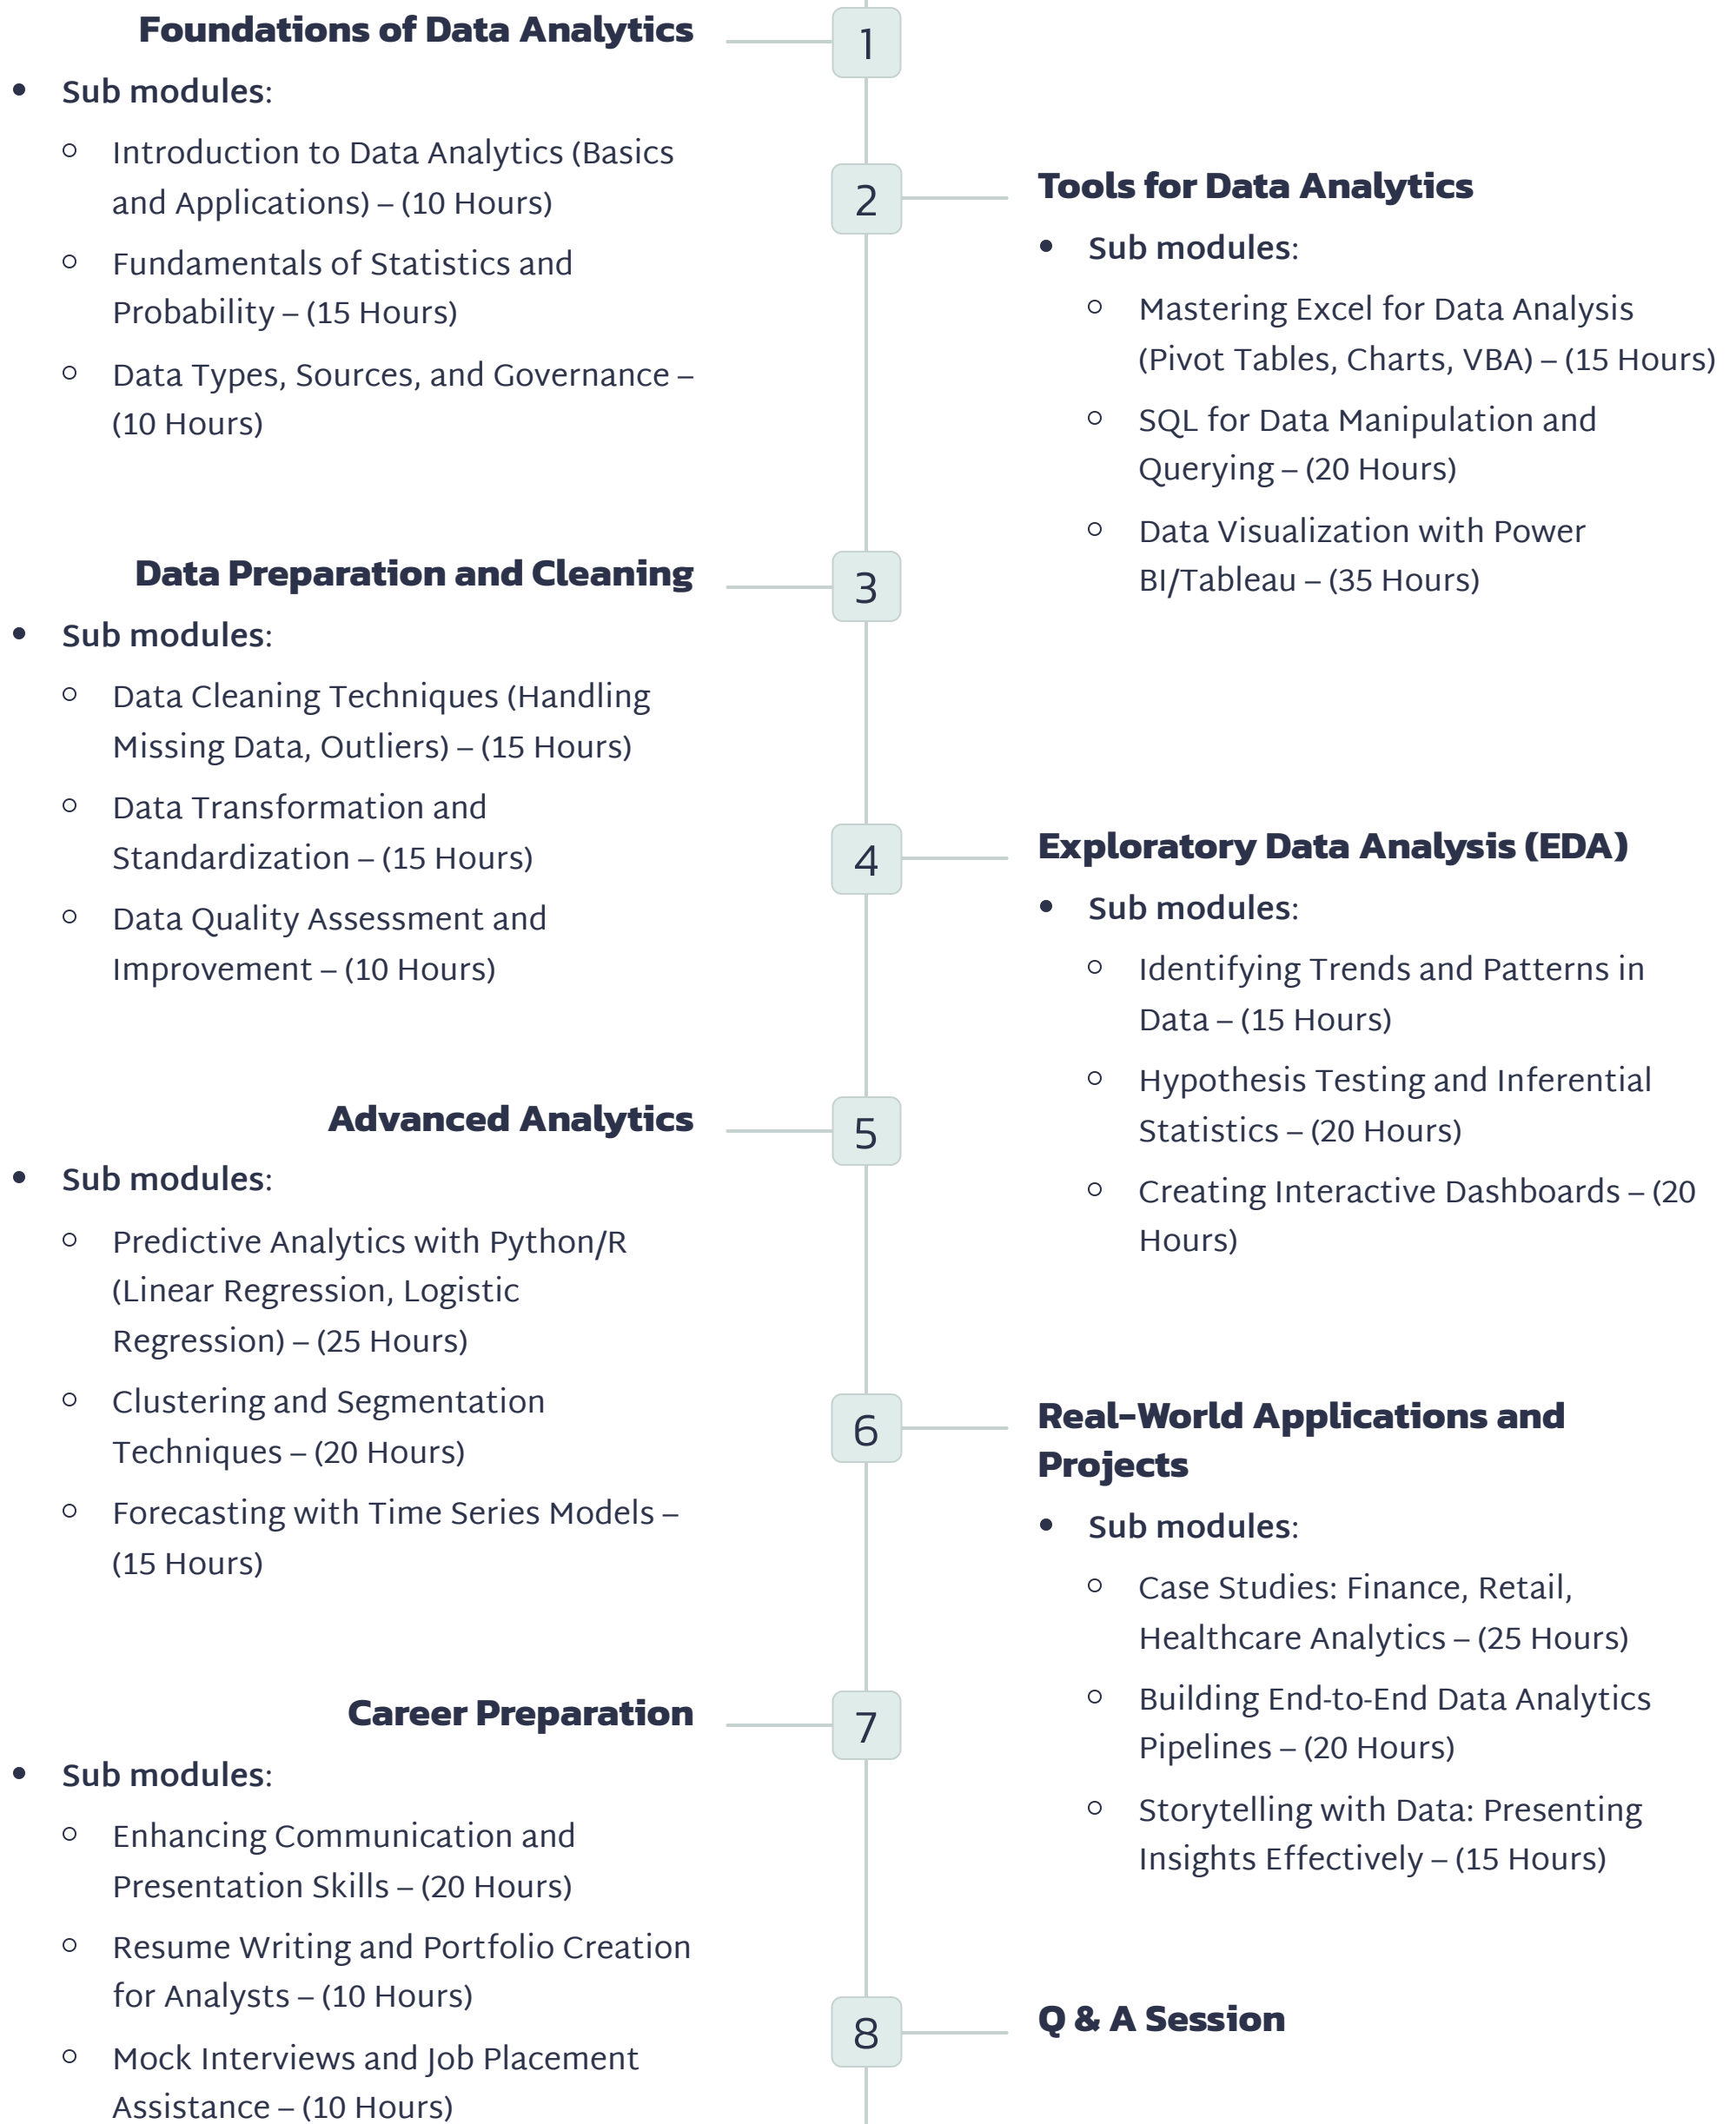 Foundations of Data Analytics
1
• Sub modules:
○ Introduction to Data Analytics (Basics
and Applications) – (10 Hours)
○ Fundamentals of Statistics and
Probability – (15 Hours)
○ Data Types, Sources, and Governance –
(10 Hours)
2
Tools for Data Analytics
• Sub modules:
○ Mastering Excel for Data Analysis
(Pivot Tables, Charts, VBA) – (15 Hours)
○ SQL for Data Manipulation and
Querying – (20 Hours)
○ Data Visualization with Power
BI/Tableau – (35 Hours)
Data Preparation and Cleaning
3
• Sub modules:
○ Data Cleaning Techniques (Handling
Missing Data, Outliers) – (15 Hours)
○ Data Transformation and
Standardization – (15 Hours)
○ Data Quality Assessment and
Improvement – (10 Hours)
4
Exploratory Data Analysis (EDA)
• Sub modules:
○ Identifying Trends and Patterns in
Data – (15 Hours)
○ Hypothesis Testing and Inferential
Statistics – (20 Hours)
○ Creating Interactive Dashboards – (20
Hours)
Advanced Analytics
5
• Sub modules:
○ Predictive Analytics with Python/R
(Linear Regression, Logistic
Regression) – (25 Hours)
○ Clustering and Segmentation
Techniques – (20 Hours)
○ Forecasting with Time Series Models –
(15 Hours)
6
Real-World Applications and
Projects
• Sub modules:
○ Case Studies: Finance, Retail,
Healthcare Analytics – (25 Hours)
○ Building End-to-End Data Analytics
Pipelines – (20 Hours)
○ Storytelling with Data: Presenting
Insights Effectively – (15 Hours)
Career Preparation
7
• Sub modules:
○ Enhancing Communication and
Presentation Skills – (20 Hours)
○ Resume Writing and Portfolio Creation
for Analysts – (10 Hours)
○ Mock Interviews and Job Placement
Assistance – (10 Hours)
8
Q & A Session